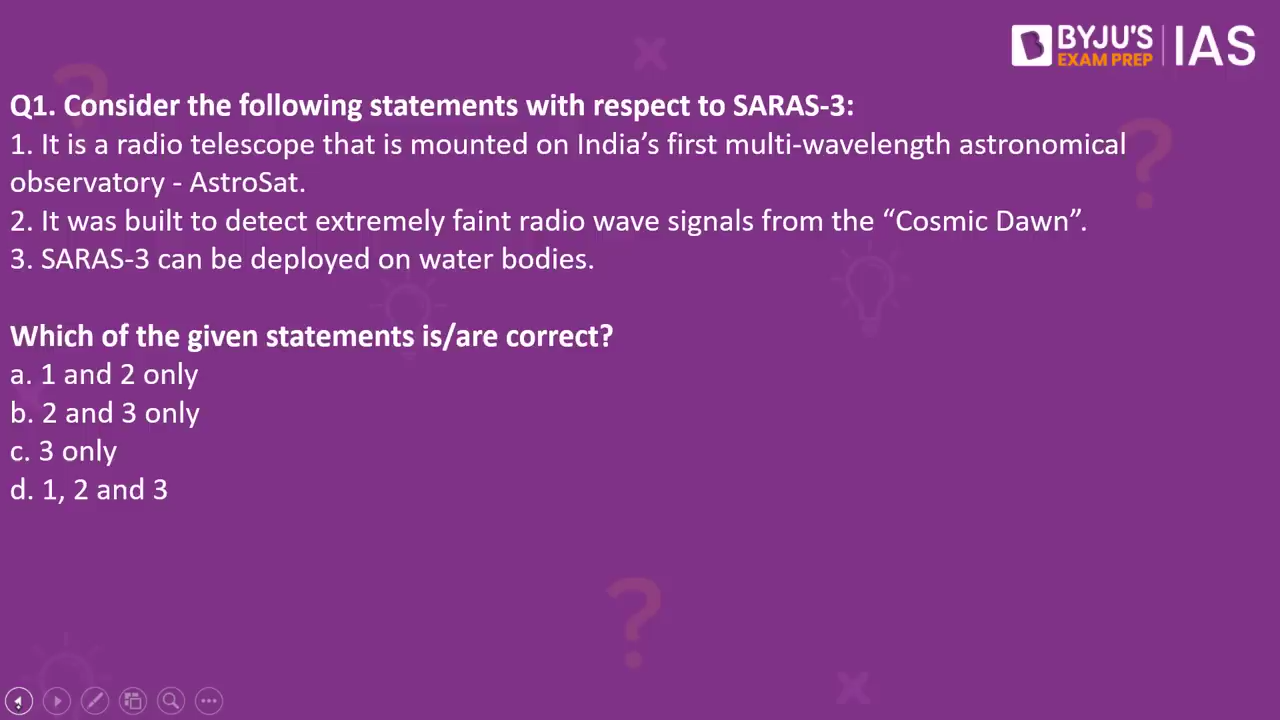 BYJU'S
EXAM PREP
IAS
Q1. Consider the following statements with respect to SARAS-3:
1. It is a radio telescope that is mounted on India’s first multi-wavelength astronomical
observatory - AstroSat.
2. It was built to detect extremely faint radio wave signals from the “Cosmic Dawn”.
3. SARAS-3 can be deployed on water bodies.
Which of the given statements is/are correct?
a. 1 and 2 only
b. 2 and 3 only
c. 3 only
d. 1, 2 and 3